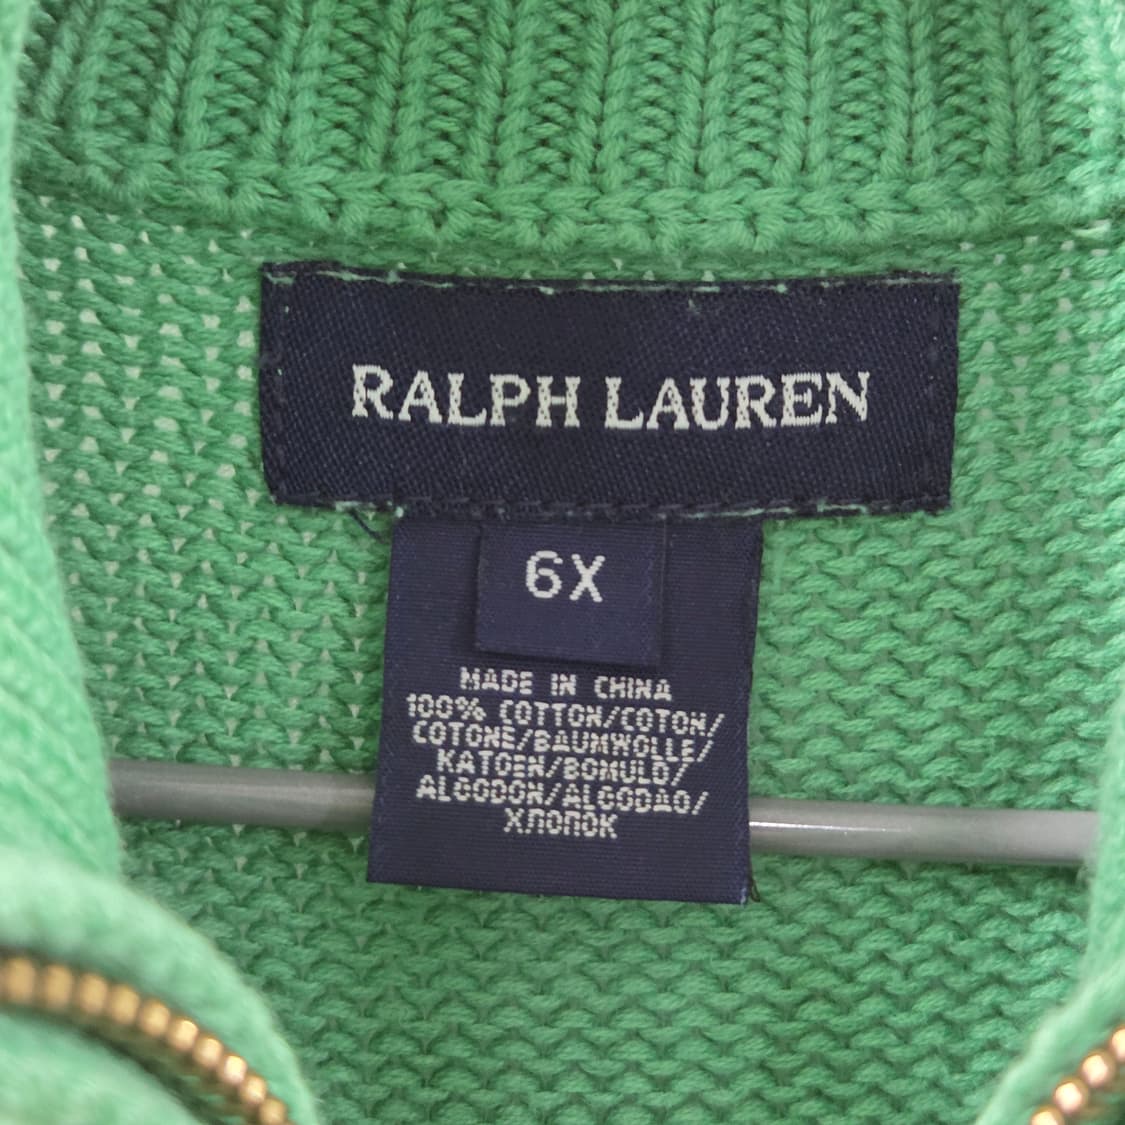 RALPH LAUREN
6X
MADE IN CHINA
100% COTTON/COTON/
COTONE/BAUMWOLLE/
KATOEN/BOMULD/
ALGODON/ALGODAO/
ХЛОПОК